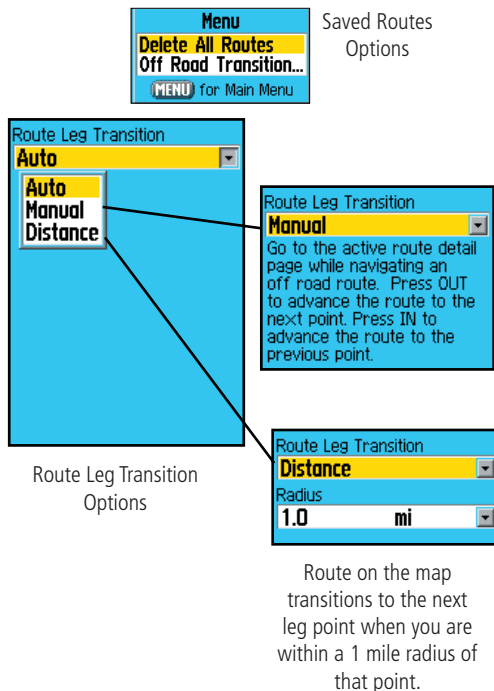 Menu
Delete All Routes
Off Road Transition...
MENU for Main Menu
Saved Routes
Options
Route Leg Transition
Auto
Auto
Manual
Distance
Route Leg Transition
Options
Route Leg Transition
Manual
Go to the active route detail
page while navigating an
off road route. Press OUT
to advance the route to the
next point. Press IN to
advance the route to the
previous point.
Route Leg Transition
Distance
Radius
1.0 mi
Route on the map
transitions to the next
leg point when you are
within a 1 mile radius of
that point.